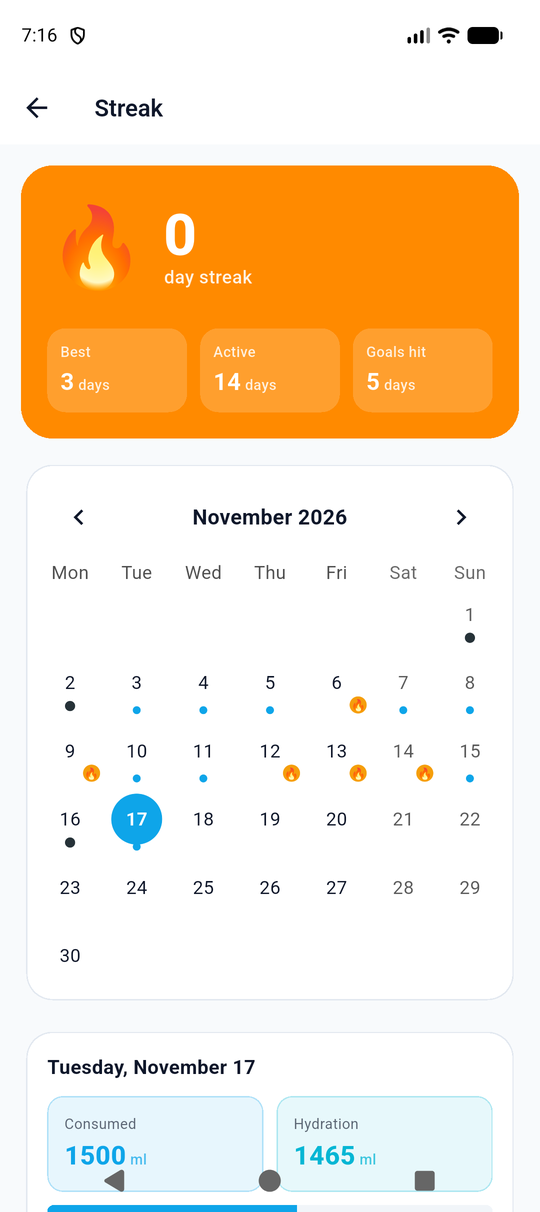 7:16
Streak
0
day streak
Best
3 days
Active
14 days
Goals hit
5 days
November 2026
Mon Tue Wed Thu Fri Sat Sun
1
2 3 4 5 6 7 8
9 10 11 12 13 14 15
16 17 18 19 20 21 22
23 24 25 26 27 28 29
30
Tuesday, November 17
Consumed
1500 ml
Hydration
1465 ml